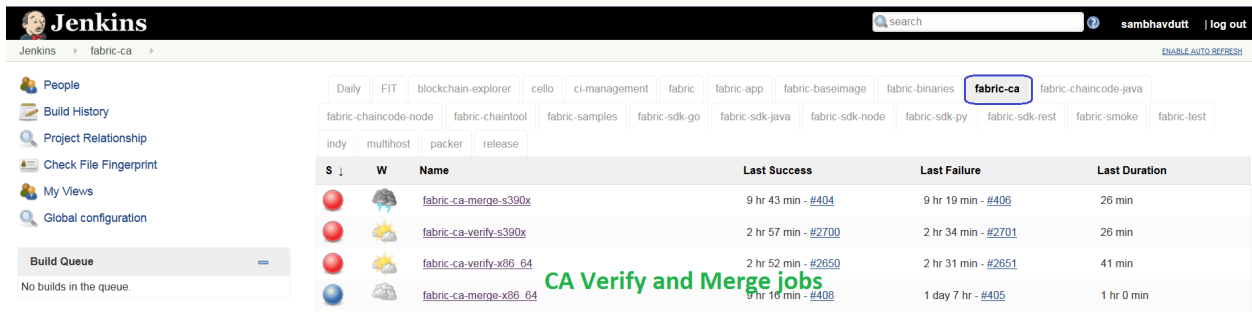 Jenkins
search
sambhavdutt | log out
Jenkins fabric-ca
ENABLE AUTO REFRESH
People
Build History
Project Relationship
Check File Fingerprint
My Views
Global configuration
Build Queue
No builds in the queue.
Daily FIT blockchain-explorer cello ci-management fabric fabric-app fabric-baseimage fabric-binaries fabric-ca fabric-chaincode-java
fabric-chaincode-node fabric-chaintool fabric-samples fabric-sdk-go fabric-sdk-java fabric-sdk-node fabric-sdk-py fabric-sdk-rest fabric-smoke fabric-test
indy multihost packer release
S ↓ W Name Last Success Last Failure Last Duration
fabric-ca-merge-s390x 9 hr 43 min - #404 9 hr 19 min - #406 26 min
fabric-ca-verify-s390x 2 hr 57 min - #2700 2 hr 34 min - #2701 26 min
fabric-ca-verify-x86_64 2 hr 52 min - #2650 2 hr 31 min - #2651 41 min
CA Verify and Merge jobs
fabric-ca-merge-x86_64 9 hr 16 min - #408 1 day 7 hr - #405 1 hr 0 min